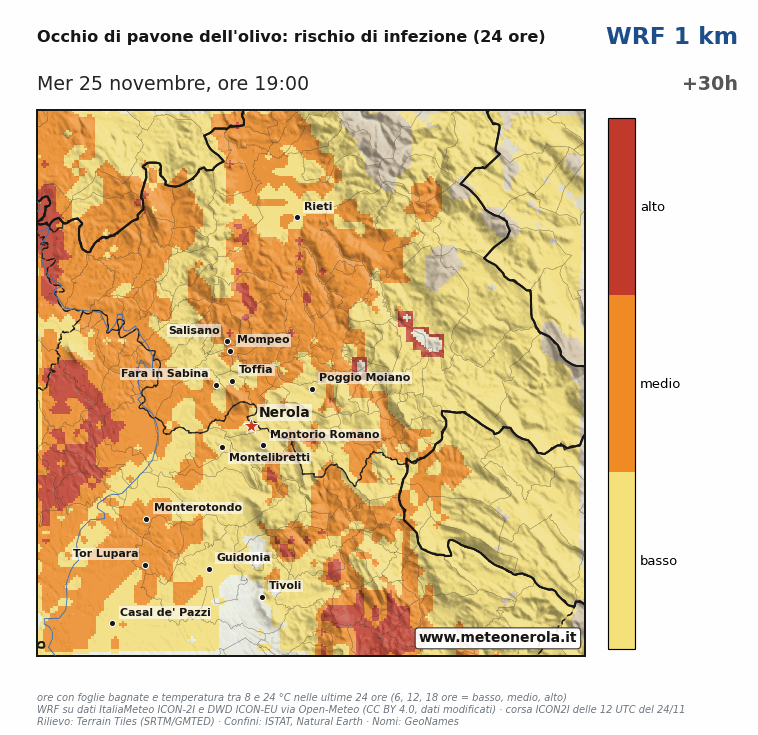 Occhio di pavone dell'olivo: rischio di infezione (24 ore)
WRF 1 km
Mer 25 novembre, ore 19:00
+30h
alto
Rieti
Salisano
Mompeo
Fara in Sabina
Toffia
Poggio Moiano
medio
Nerola
Montorio Romano
Montelibretti
Monterotondo
Tor Lupara
Guidonia
basso
Tivoli
Casal de' Pazzi
www.meteonerola.it
ore con foglie bagnate e temperatura tra 8 e 24 °C nelle ultime 24 ore (6, 12, 18 ore = basso, medio, alto)
WRF su dati ItaliaMeteo ICON-2I e DWD ICON-EU via Open-Meteo (CC BY 4.0, dati modificati) · corsa ICON2I delle 12 UTC del 24/11
Rilievo: Terrain Tiles (SRTM/GMTED) · Confini: ISTAT, Natural Earth · Nomi: GeoNames